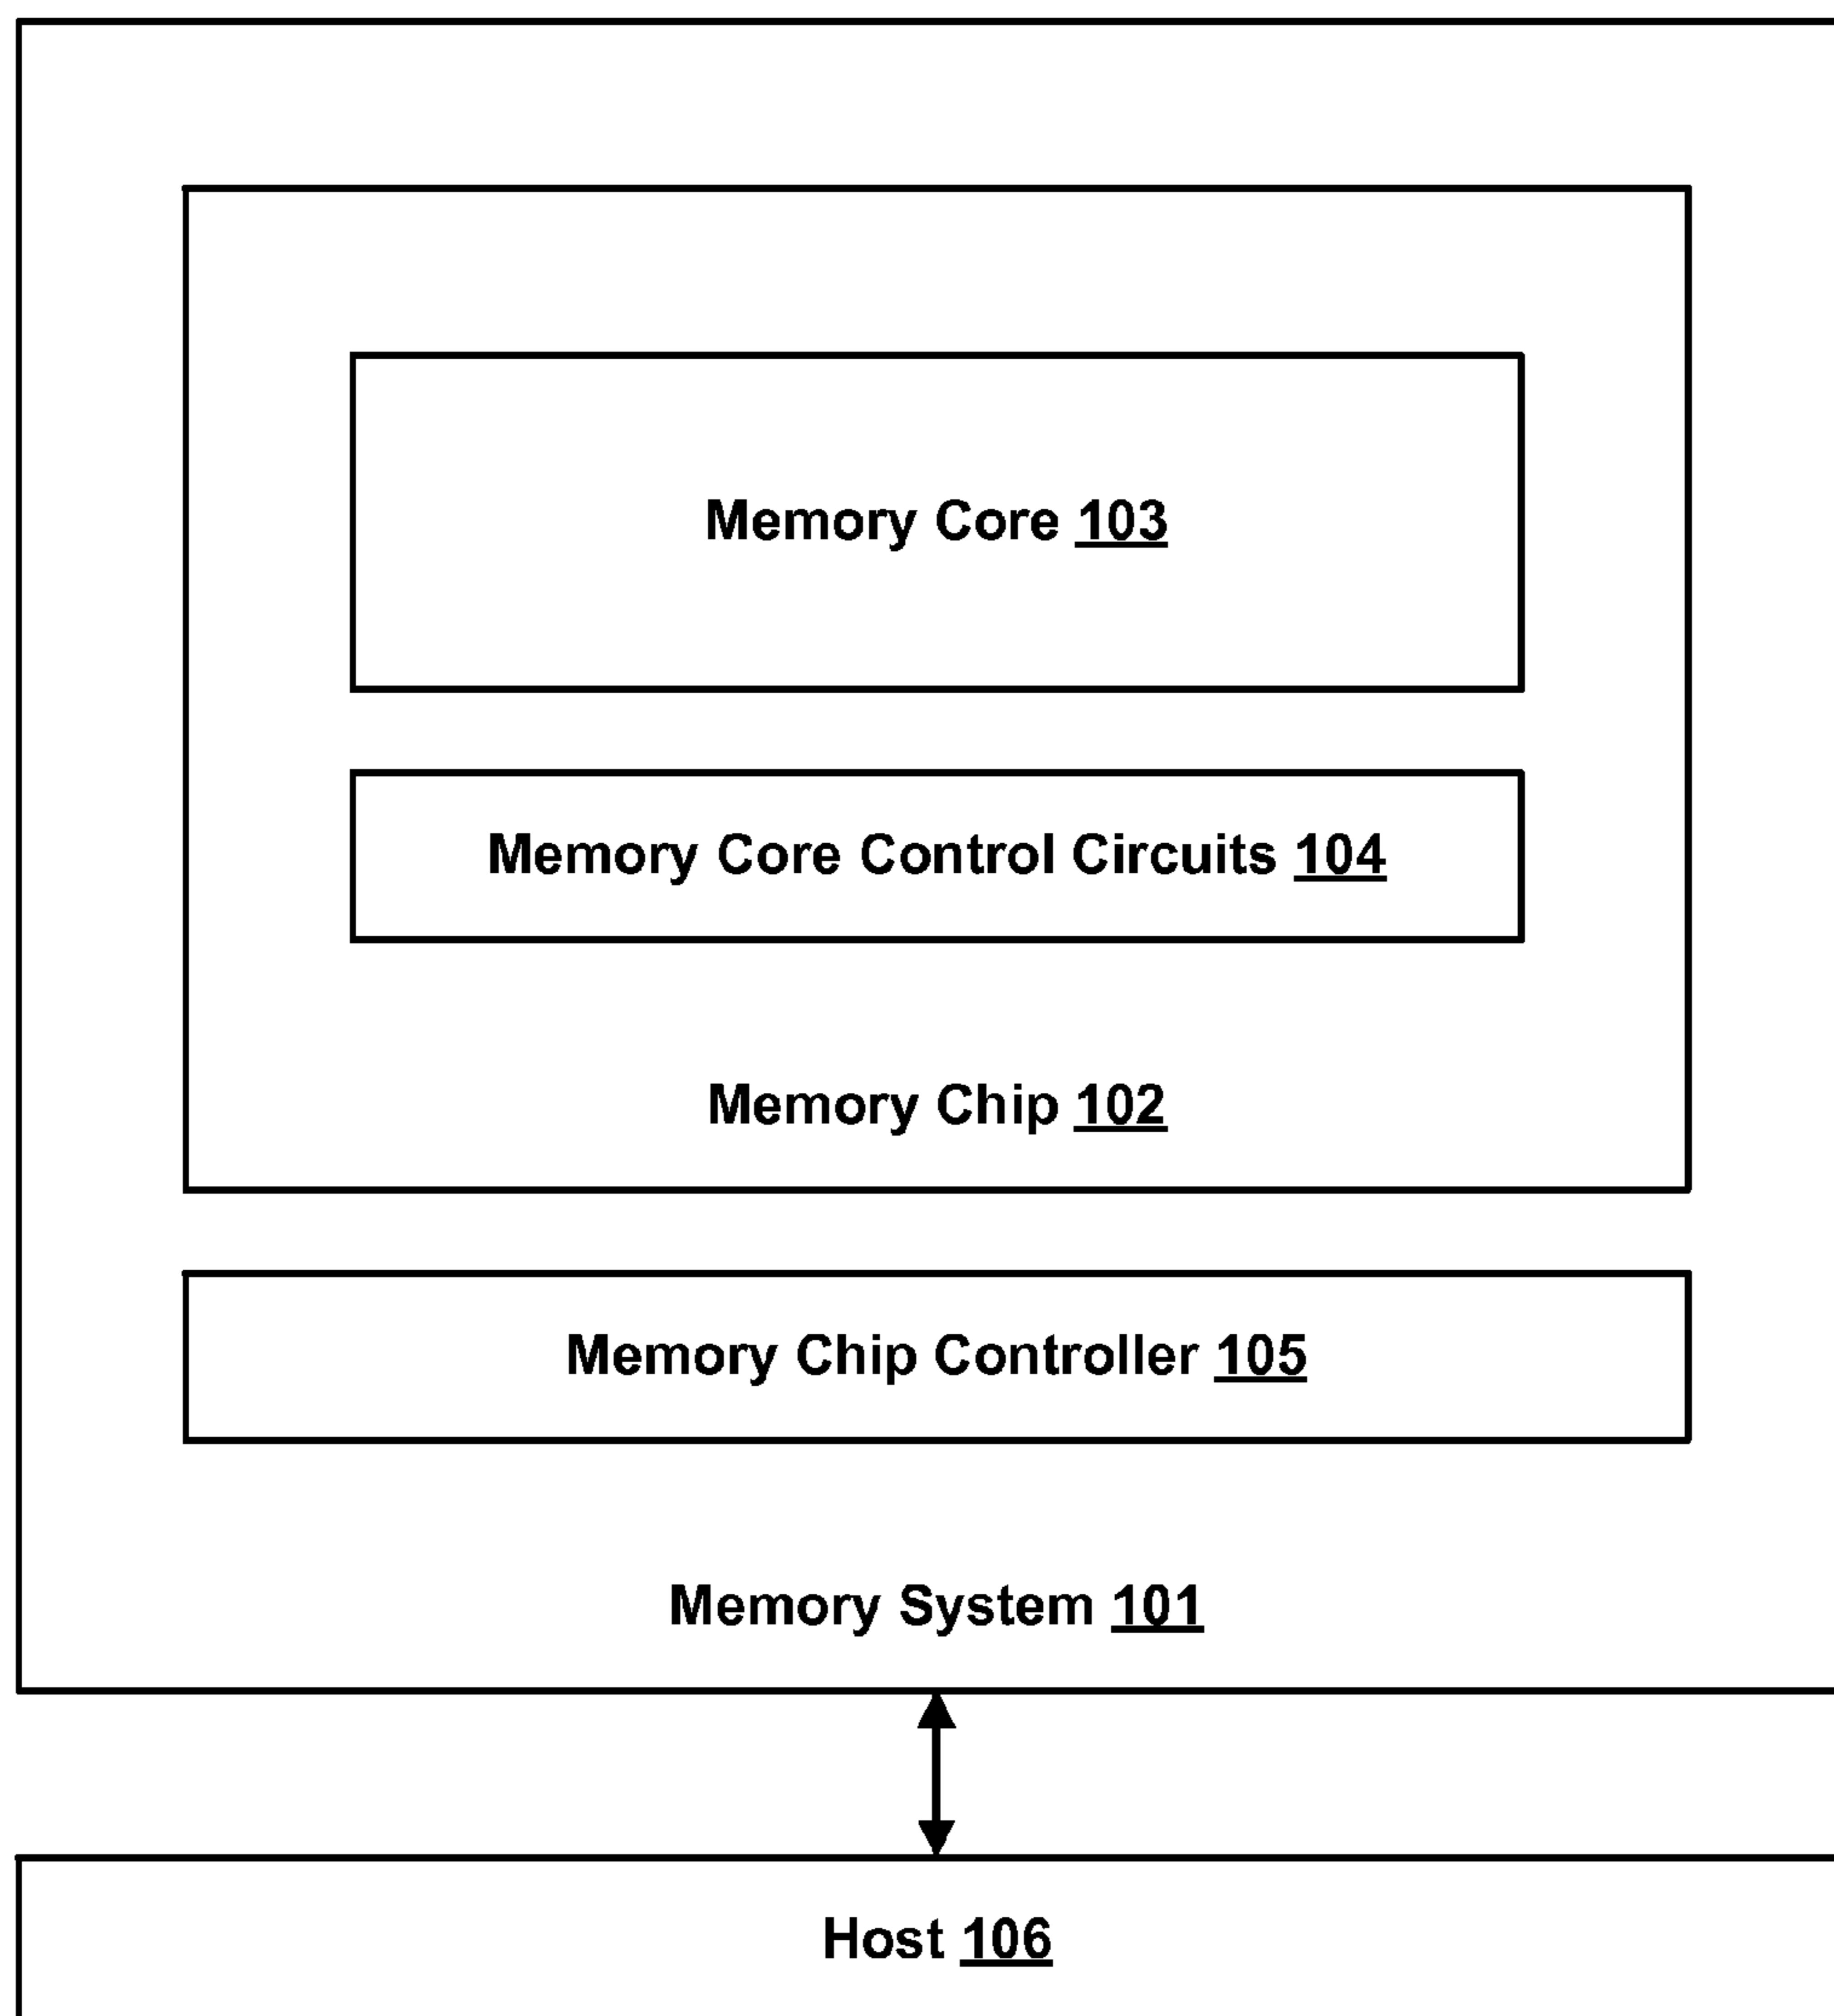 Memory Core 103
Memory Core Control Circuits 104
Memory Chip 102
Memory Chip Controller 105
Memory System 101
Host 106